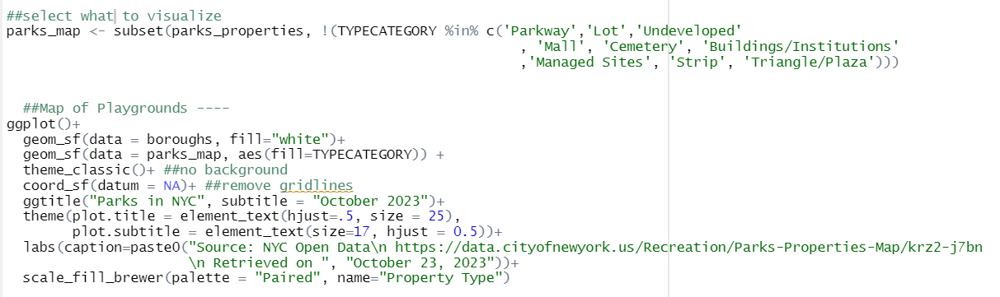 ##select what to visualize
parks_map <- subset(parks_properties, !(TYPECATEGORY %in% c('Parkway','Lot','Undeveloped'
, 'Mall', 'Cemetery', 'Buildings/Institutions'
,'Managed Sites', 'Strip', 'Triangle/Plaza')))
##Map of Playgrounds ----
ggplot()+
geom_sf(data = boroughs, fill="white")+
geom_sf(data = parks_map, aes(fill=TYPECATEGORY)) +
theme_classic()+ ##no background
coord_sf(datum = NA)+ ##remove gridlines
ggtitle("Parks in NYC", subtitle = "October 2023")+
theme(plot.title = element_text(hjust=.5, size = 25),
plot.subtitle = element_text(size=17, hjust = 0.5))+
labs(caption=paste0("Source: NYC Open Data\n https://data.cityofnewyork.us/Recreation/Parks-Properties-Map/krz2-j7bn
\n Retrieved on ", "October 23, 2023"))+
scale_fill_brewer(palette = "Paired", name="Property Type")